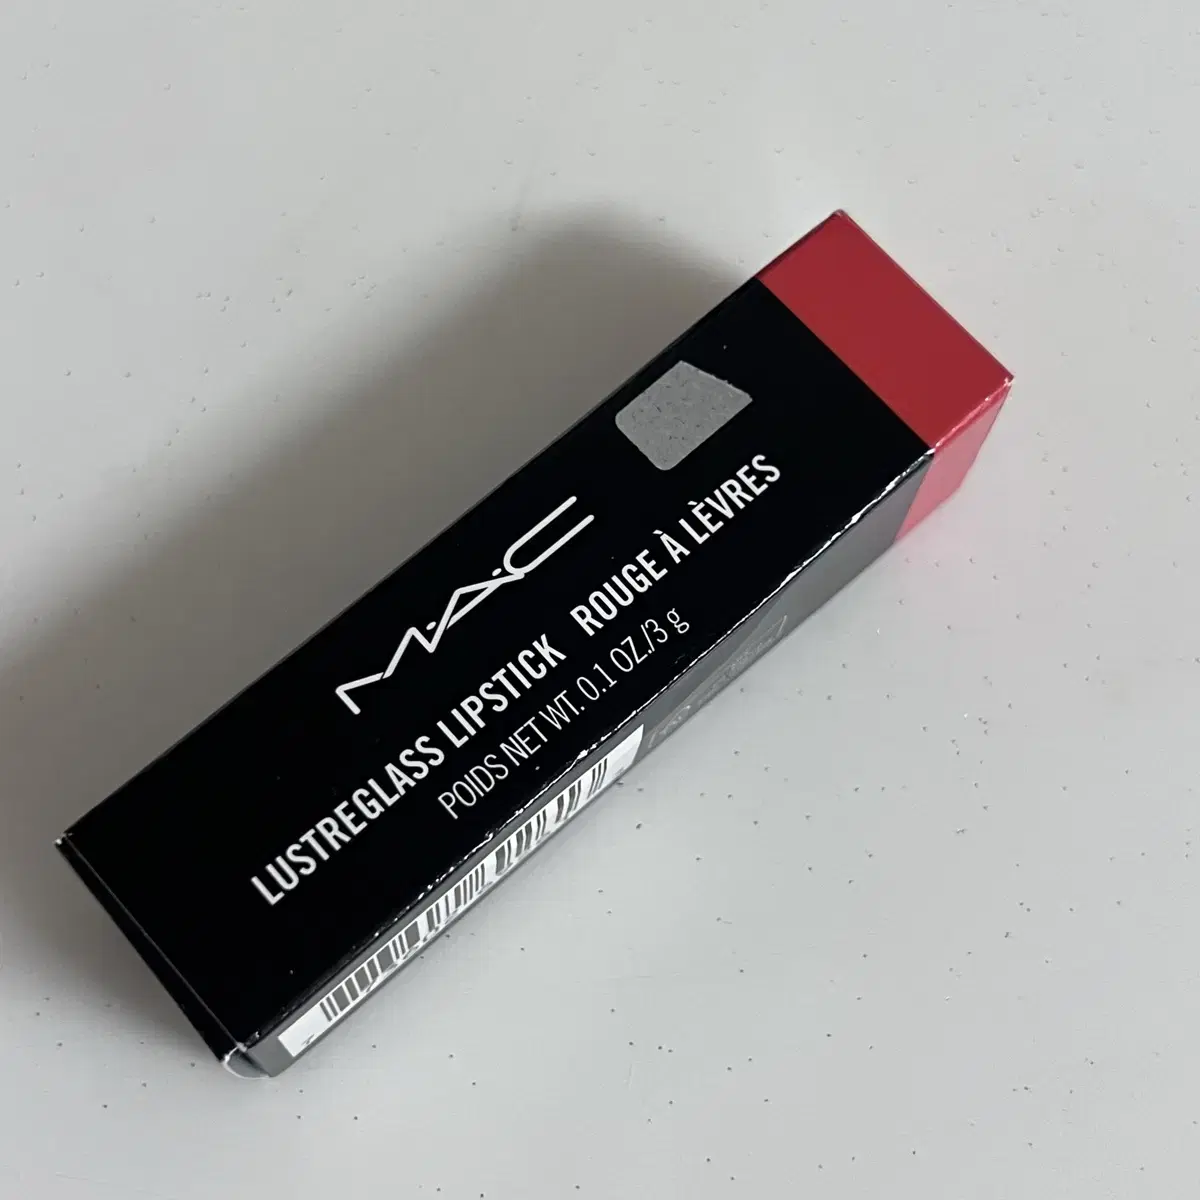 M·A·C
LUSTREGLASS LIPSTICK ROUGE À LÈVRES
POIDS NET WT. 0.1 OZ./3 g